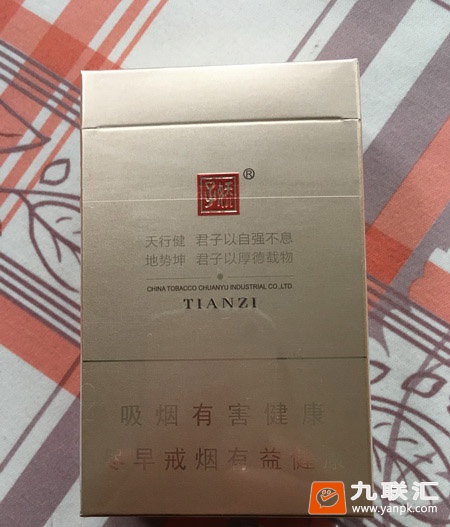 ®
天行健 君子以自强不息
地势坤 君子以厚德载物
CHINA TOBACCO CHUANYU INDUSTRIAL CO.,LTD.
TIANZI
吸烟有害健康
早戒烟有益健
九联汇
www.yanpk.com